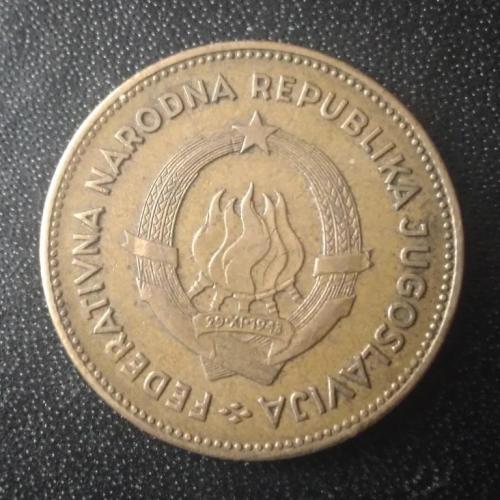 FEDERATIVNA NARODNA REPUBLIKA JUGOSLAVIJA
29•XI•1943